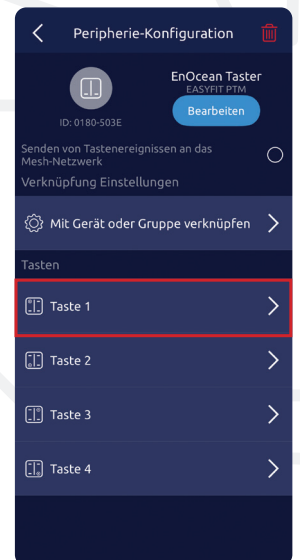 Peripherie-Konfiguration
EnOcean Taster
EASYFIT PTM
Bearbeiten
ID: 0180-503E
Senden von Tastenereignissen an das
Mesh-Netzwerk
Verknüpfung Einstellungen
Mit Gerät oder Gruppe verknüpfen
Tasten
Taste 1
Taste 2
Taste 3
Taste 4